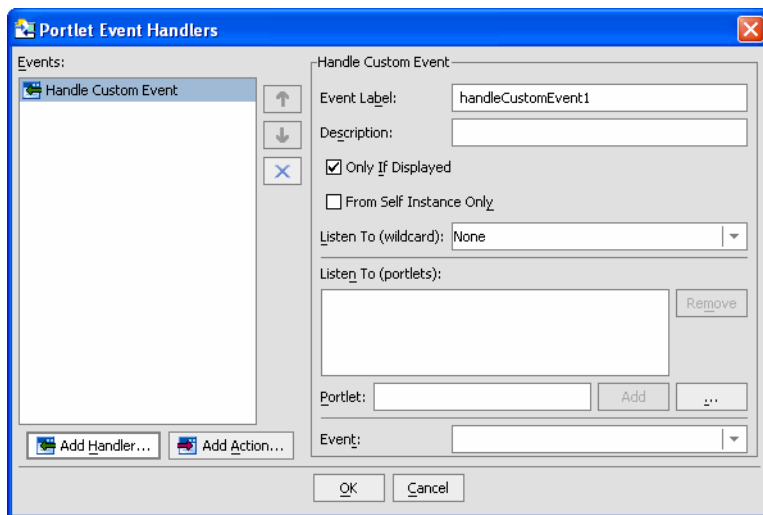 Portlet Event Handlers
Events:
Handle Custom Event
Add Handler...
Add Action...
Handle Custom Event
Event Label: handleCustomEvent1
Description:
Only If Displayed
From Self Instance Only
Listen To (wildcard): None
Listen To (portlets):
Remove
Portlet: Add ...
Event:
OK Cancel